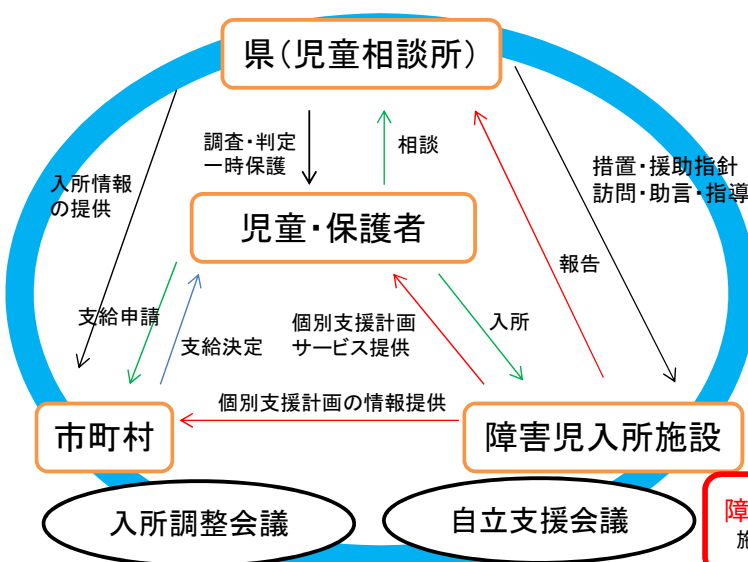 県（児童相談所）
調査・判定
一時保護
相談
入所情報
の提供
措置・援助指針
訪問・助言・指導
児童・保護者
報告
支給申請
支給決定
個別支援計画
サービス提供
入所
個別支援計画の情報提供
市町村
障害児入所施設
入所調整会議
自立支援会議
障
施